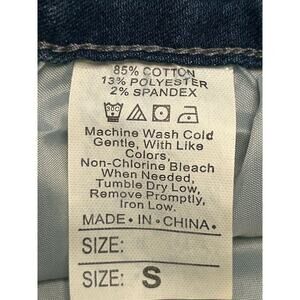 85% COTTON
13% POLYESTER
2% SPANDEX
Machine Wash Cold
Gentle, With Like
Colors,
Non-Chlorine Bleach
When Needed,
Tumble Dry Low,
Remove Promptly,
Iron Low.
MADE • IN • CHINA •
SIZE:
SIZE: S